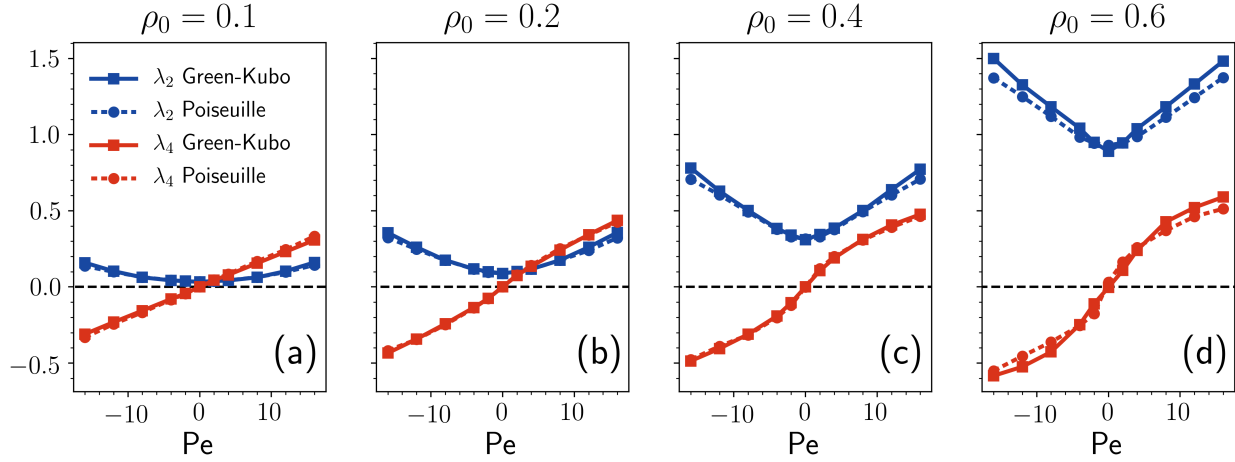 ρ₀ = 0.1
ρ₀ = 0.2
ρ₀ = 0.4
ρ₀ = 0.6
1.5
1.0
0.5
0.0
−0.5
λ₂ Green-Kubo
λ₂ Poiseuille
λ₄ Green-Kubo
λ₄ Poiseuille
(a)
(b)
(c)
(d)
−10 0 10
−10 0 10
−10 0 10
−10 0 10
Pe
Pe
Pe
Pe